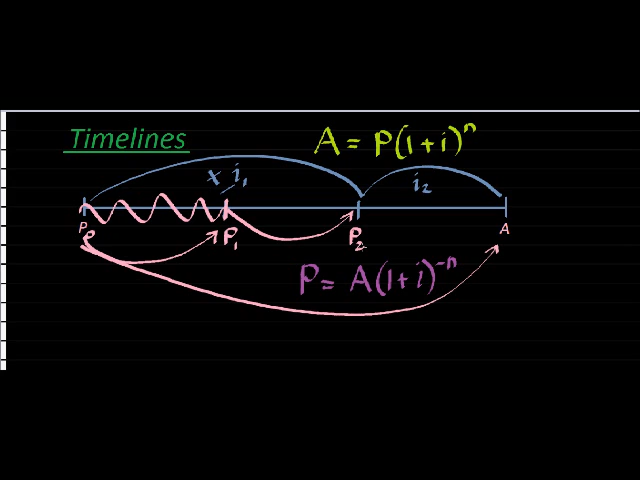 Timelines
A = P(1+i)^n
x i₁
i₂
P
P
P₁
P₂
A
P = A(1+i)^-n